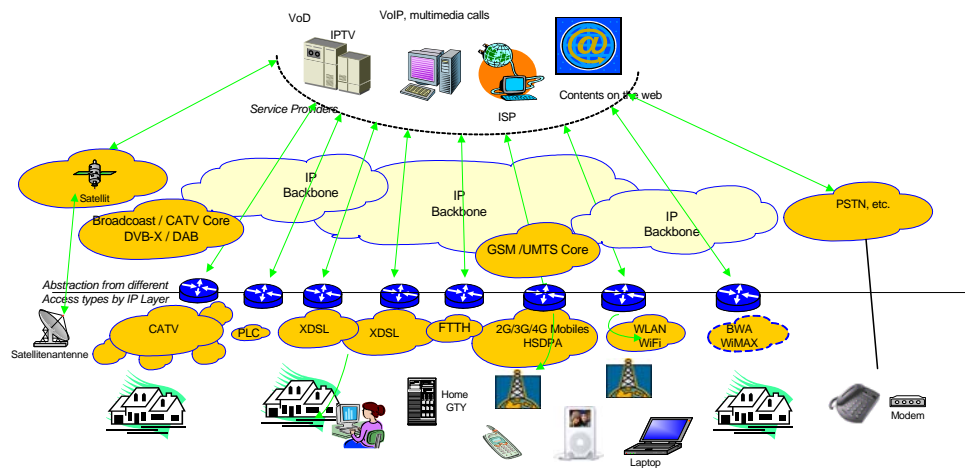 VoD
VoIP, multimedia calls
IPTV
@
Service Providers
Contents on the web
ISP
Satellit
IP
Backbone
IP
Backbone
IP
Backbone
PSTN, etc.
Broadcoast / CATV Core
DVB-X / DAB
GSM /UMTS Core
Abstraction from different
Access types by IP Layer
CATV
PLC
XDSL
XDSL
FTTH
2G/3G/4G Mobiles
HSDPA
WLAN
WiFi
BWA
WiMAX
Satellitenantenne
Home
GTY
Laptop
Modem